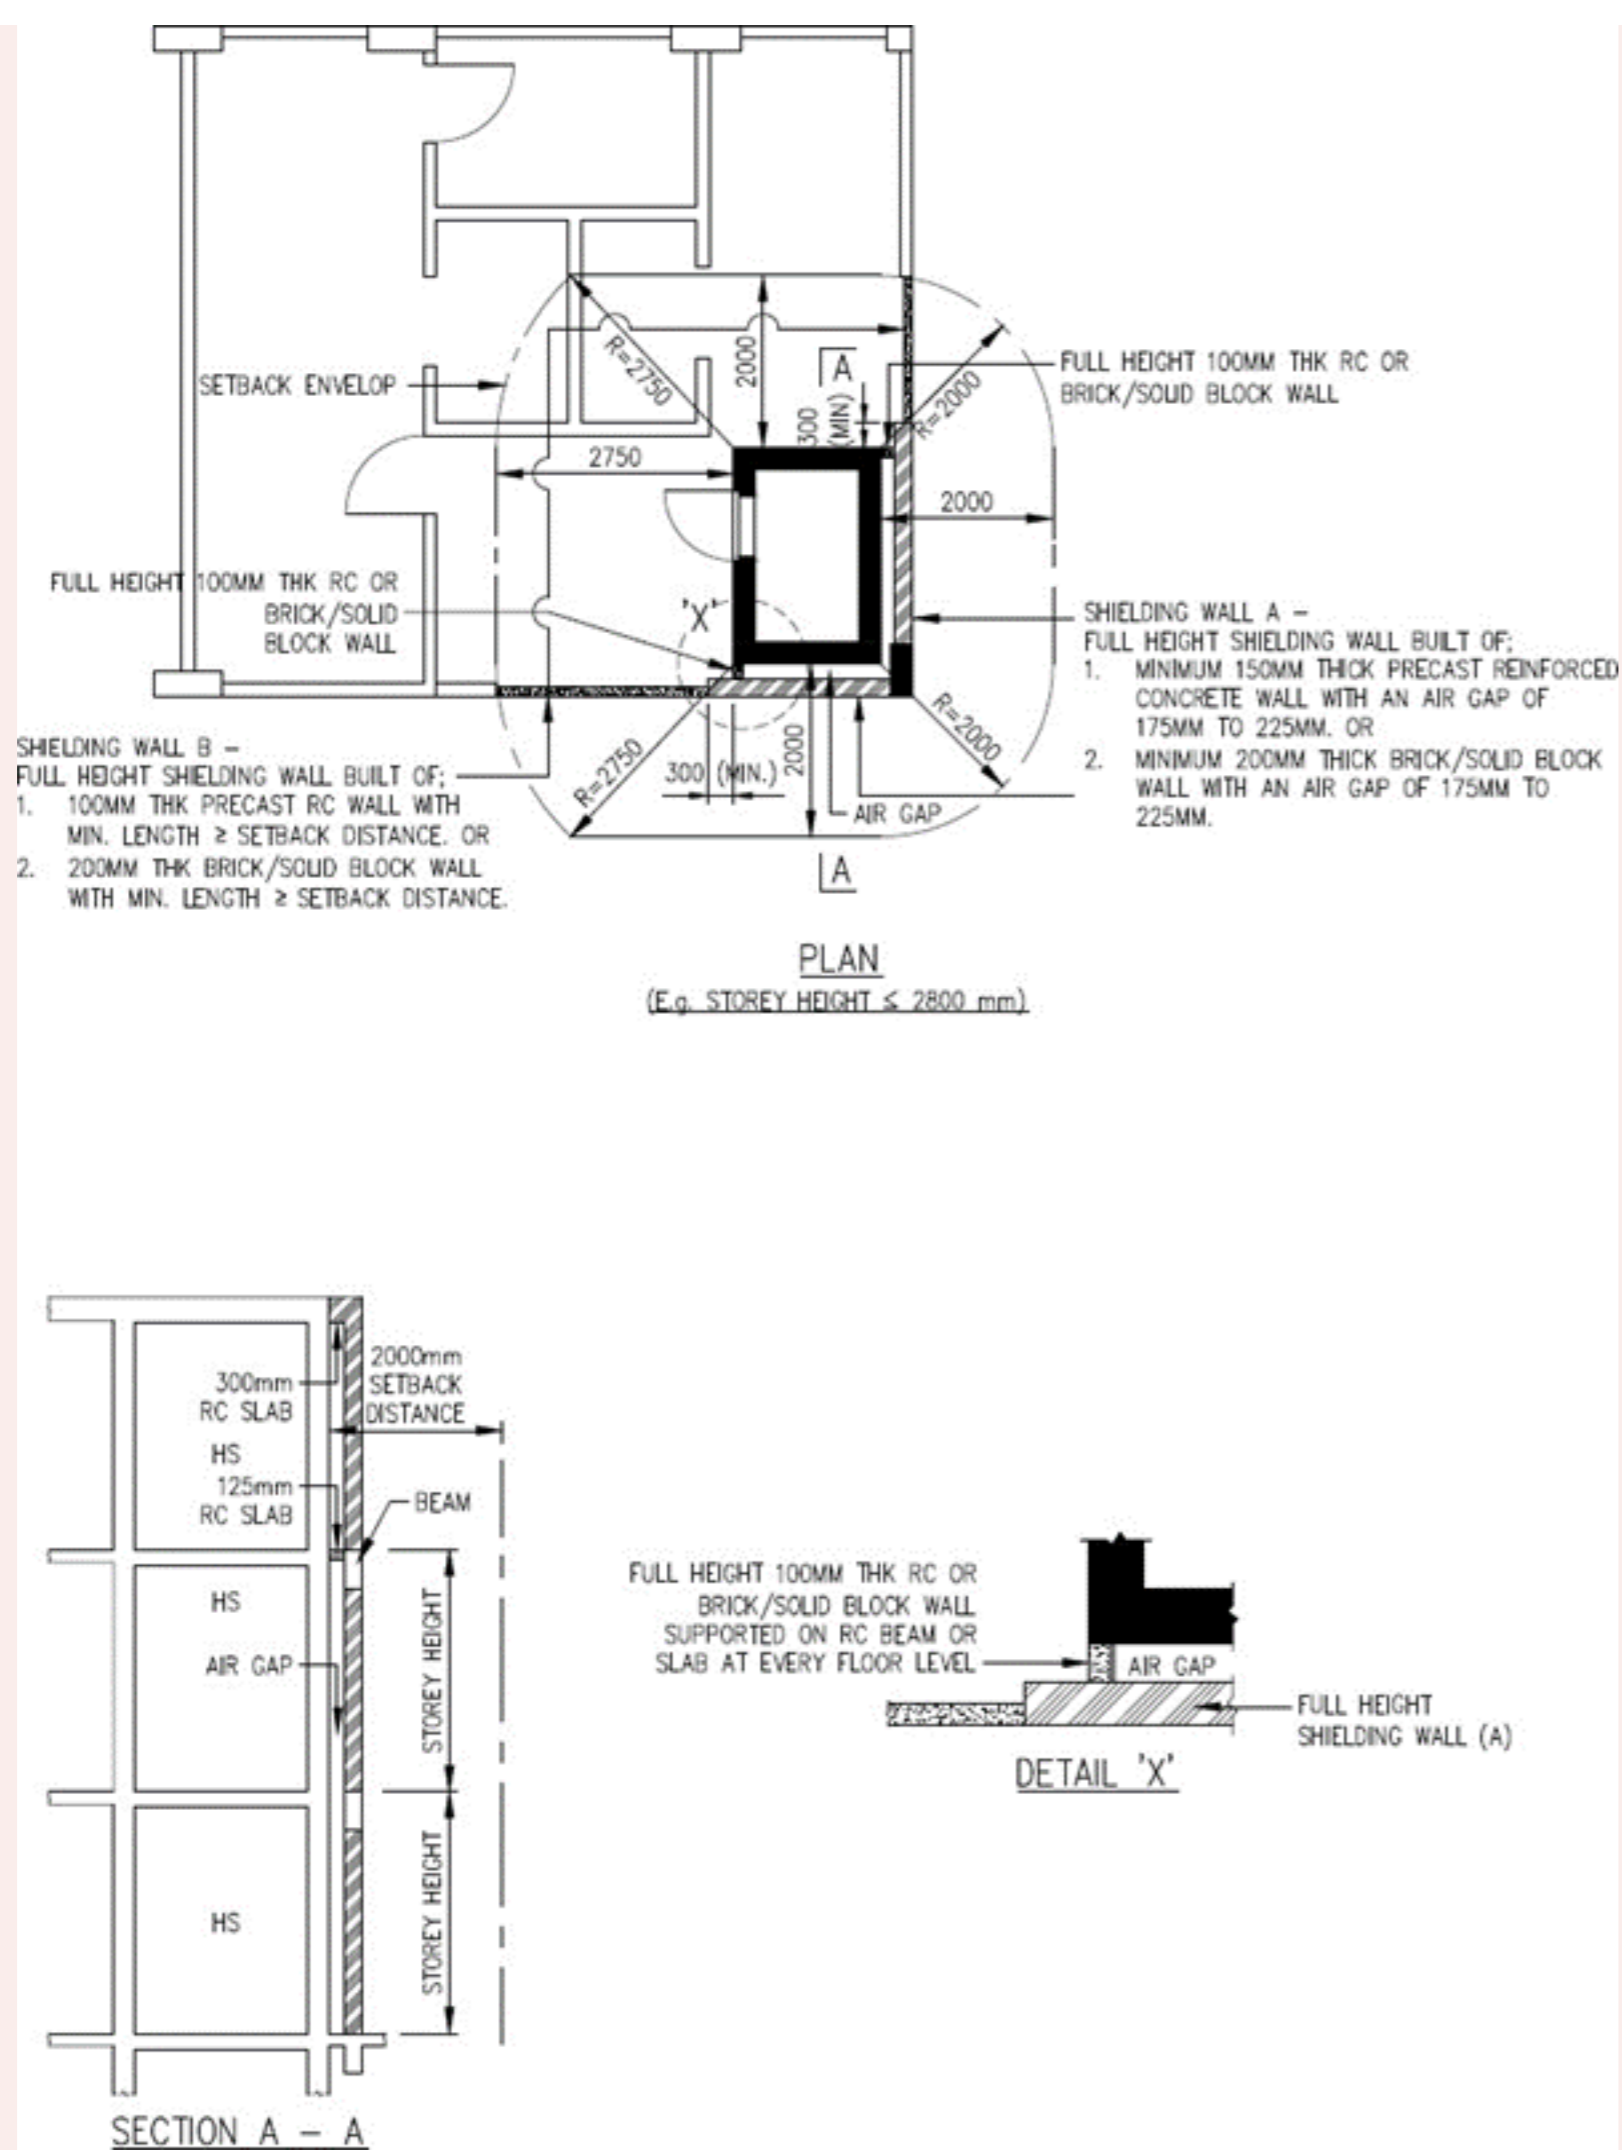 SETBACK ENVELOP
R=2750
2000
A
300
(MIN)
R=2000
FULL HEIGHT 100MM THK RC OR
BRICK/SOLID BLOCK WALL
2750
2000
FULL HEIGHT 100MM THK RC OR
BRICK/SOLID
BLOCK WALL
'X'
SHIELDING WALL A –
FULL HEIGHT SHIELDING WALL BUILT OF;
1. MINIMUM 150MM THICK PRECAST REINFORCED
CONCRETE WALL WITH AN AIR GAP OF
175MM TO 225MM. OR
2. MINIMUM 200MM THICK BRICK/SOLID BLOCK
WALL WITH AN AIR GAP OF 175MM TO
225MM.
R=2000
R=2750
300 (MIN.)
2000
AIR GAP
SHIELDING WALL B –
FULL HEIGHT SHIELDING WALL BUILT OF;
1. 100MM THK PRECAST RC WALL WITH
MIN. LENGTH ≥ SETBACK DISTANCE. OR
2. 200MM THK BRICK/SOLID BLOCK WALL
WITH MIN. LENGTH ≥ SETBACK DISTANCE.
A
PLAN
(E.g. STOREY HEIGHT ≤ 2800 mm)
300mm
RC SLAB
HS
125mm
RC SLAB
2000mm
SETBACK
DISTANCE
BEAM
HS
AIR GAP
STOREY HEIGHT
HS
STOREY HEIGHT
SECTION A – A
FULL HEIGHT 100MM THK RC OR
BRICK/SOLID BLOCK WALL
SUPPORTED ON RC BEAM OR
SLAB AT EVERY FLOOR LEVEL
AIR GAP
FULL HEIGHT
SHIELDING WALL (A)
DETAIL 'X'